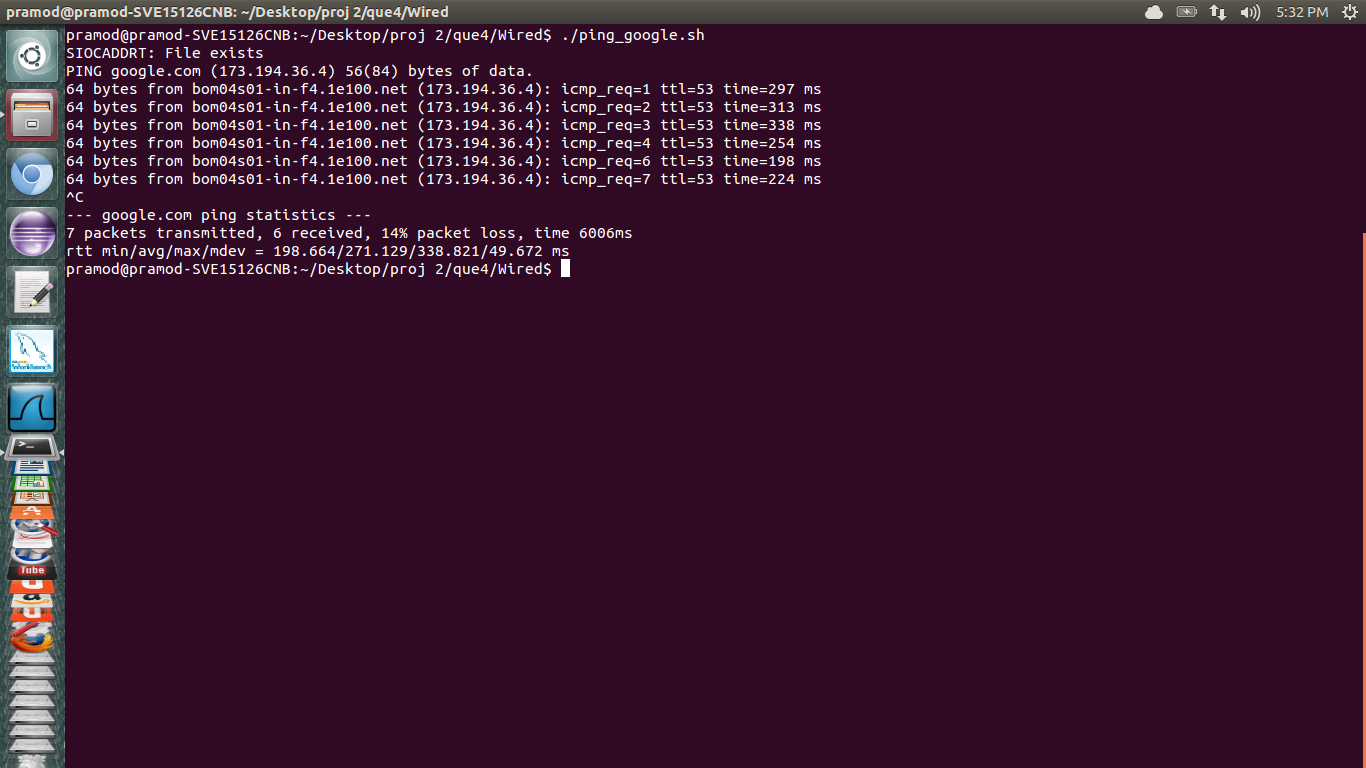 pramod@pramod-SVE15126CNB: ~/Desktop/proj 2/que4/Wired
5:32 PM
pramod@pramod-SVE15126CNB:~/Desktop/proj 2/que4/Wired$ ./ping_google.sh
SIOCADDRT: File exists
PING google.com (173.194.36.4) 56(84) bytes of data.
64 bytes from bom04s01-in-f4.1e100.net (173.194.36.4): icmp_req=1 ttl=53 time=297 ms
64 bytes from bom04s01-in-f4.1e100.net (173.194.36.4): icmp_req=2 ttl=53 time=313 ms
64 bytes from bom04s01-in-f4.1e100.net (173.194.36.4): icmp_req=3 ttl=53 time=338 ms
64 bytes from bom04s01-in-f4.1e100.net (173.194.36.4): icmp_req=4 ttl=53 time=254 ms
64 bytes from bom04s01-in-f4.1e100.net (173.194.36.4): icmp_req=6 ttl=53 time=198 ms
64 bytes from bom04s01-in-f4.1e100.net (173.194.36.4): icmp_req=7 ttl=53 time=224 ms
^C
--- google.com ping statistics ---
7 packets transmitted, 6 received, 14% packet loss, time 6006ms
rtt min/avg/max/mdev = 198.664/271.129/338.821/49.672 ms
pramod@pramod-SVE15126CNB:~/Desktop/proj 2/que4/Wired$
Tube
a